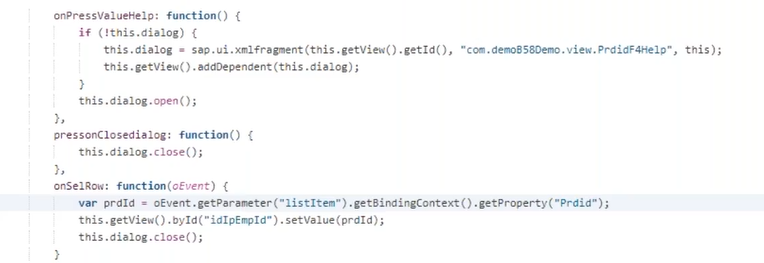 onPressValueHelp: function() {
if (!this.dialog) {
this.dialog = sap.ui.xmlfragment(this.getView().getId(), "com.demoB58Demo.view.PrdidF4Help", this);
this.getView().addDependent(this.dialog);
}
this.dialog.open();
},
pressonClosedialog: function() {
this.dialog.close();
},
onSelRow: function(oEvent) {
var prdId = oEvent.getParameter("listItem").getBindingContext().getProperty("Prdid");
this.getView().byId("idIpEmpId").setValue(prdId);
this.dialog.close();
}